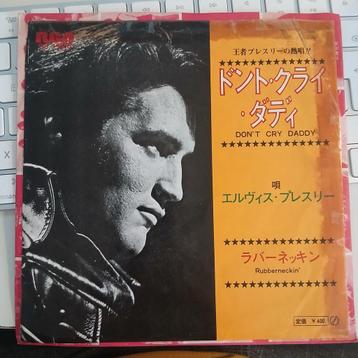 RCA
王者プレスリーの熱唱!!
ドント・クライ
・ダディ
DON'T CRY DADDY
唄
エルヴィス・プレスリー
ラバーネッキン
Rubberneckin'
定価 ¥400